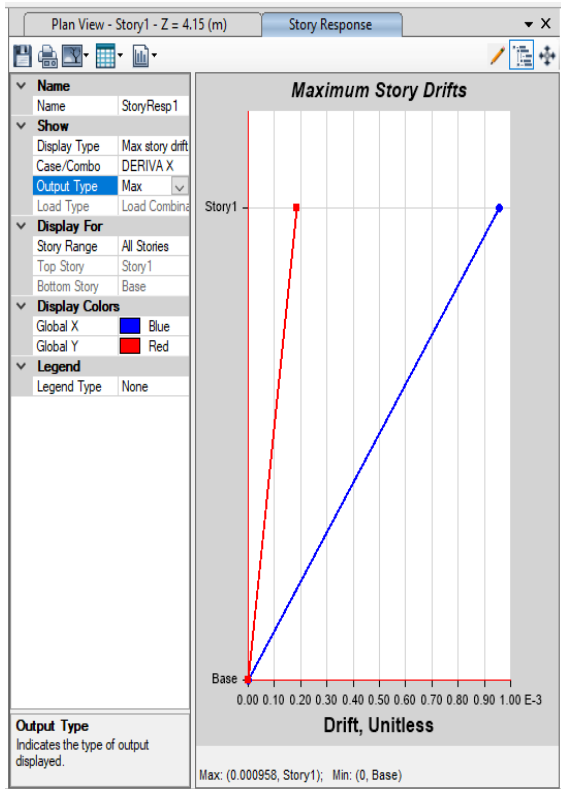 Plan View - Story1 - Z = 4.15 (m)
Story Response
X
Name
Name StoryResp1
Show
Display Type Max story drift
Case/Combo DERIVA X
Output Type Max
Load Type Load Combina
Display For
Story Range All Stories
Top Story Story1
Bottom Story Base
Display Colors
Global X Blue
Global Y Red
Legend
Legend Type None
Output Type
Indicates the type of output
displayed.
Maximum Story Drifts
Story1
Base
0.00 0.10 0.20 0.30 0.40 0.50 0.60 0.70 0.80 0.90 1.00 E-3
Drift, Unitless
Max: (0.000958, Story1); Min: (0, Base)